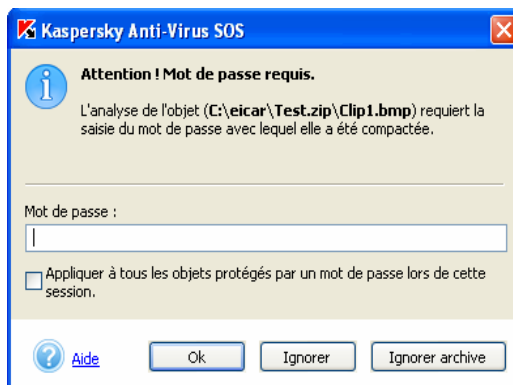 Kaspersky Anti-Virus SOS
Attention ! Mot de passe requis.
L'analyse de l'objet (C:\eicar\Test.zip\Clip1.bmp) requiert la
saisie du mot de passe avec lequel elle a été compactée.
Mot de passe :
Appliquer à tous les objets protégés par un mot de passe lors de cette
session.
Aide
Ok
Ignorer
Ignorer archive